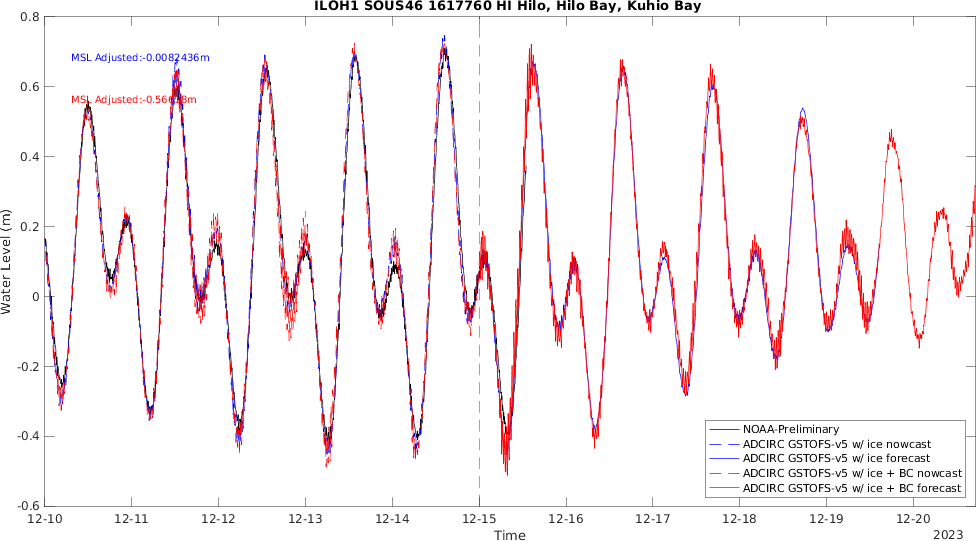 ILOH1 SOUS46 1617760 HI Hilo, Hilo Bay, Kuhio Bay
0.8
MSL Adjusted:-0.0082436m
0.6
MSL Adjusted:
0.4
0.2
0
-0.2
-0.4
-0.6
Water Level (m)
NOAA-Preliminary
ADCIRC GSTOFS-v5 w/ ice nowcast
ADCIRC GSTOFS-v5 w/ ice forecast
ADCIRC GSTOFS-v5 w/ ice + BC nowcast
ADCIRC GSTOFS-v5 w/ ice + BC forecast
12-10 12-11 12-12 12-13 12-14 12-15 12-16 12-17 12-18 12-19 12-20
Time
2023